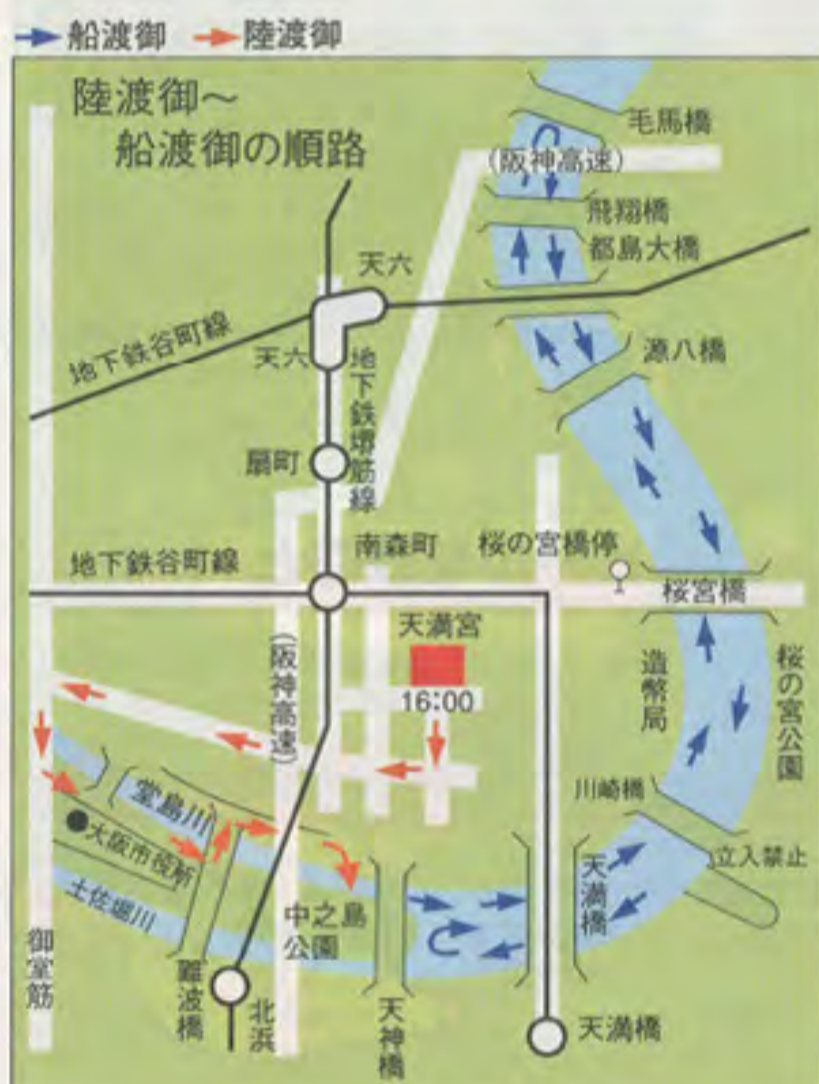 船渡御 陸渡御
陸渡御～
船渡御の順路
毛馬橋
(阪神高速)
飛翔橋
都島大橋
天六
地下鉄谷町線
天六
地下鉄堺筋線
源八橋
扇町
南森町
桜の宮橋停
地下鉄谷町線
桜宮橋
天満宮
16:00
(阪神高速)
造幣局
桜の宮公園
川崎橋
立入禁止
堂島川
大阪市役所
土佐堀川
中之島
公園
天満橋
御堂筋
難波橋
北浜
天神橋
天満橋